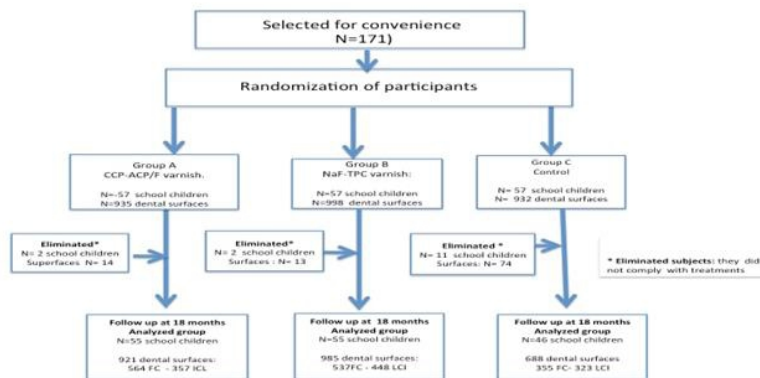 Selected for convenience
N=171)
Randomization of participants
Group A
CCP-ACP/F varnish.
N=-57 school children
N=935 dental surfaces
Group B
NaF-TPC varnish:
N=57 school children
N=998 dental surfaces
Group C
Control
N= 57 school children
N= 932 dental surfaces
Eliminated*
N= 2 school children
Superfaces N= 14
Eliminated*
N= 2 school children
Surfaces : N= 13
Eliminated *
N= 11 school children
Surfaces: N= 74
* Eliminated subjects: they did
not comply with treatments
Follow up at 18 months
Analyzed group
N=55 school children
921 dental surfaces:
564 FC - 357 ICL
Follow up at 18 months
Analyzed group
N=55 school children
985 dental surfaces:
537FC - 448 LCI
Follow up at 18 months
Analyzed group
N=46 school children
688 dental surfaces
355 FC- 323 LCI